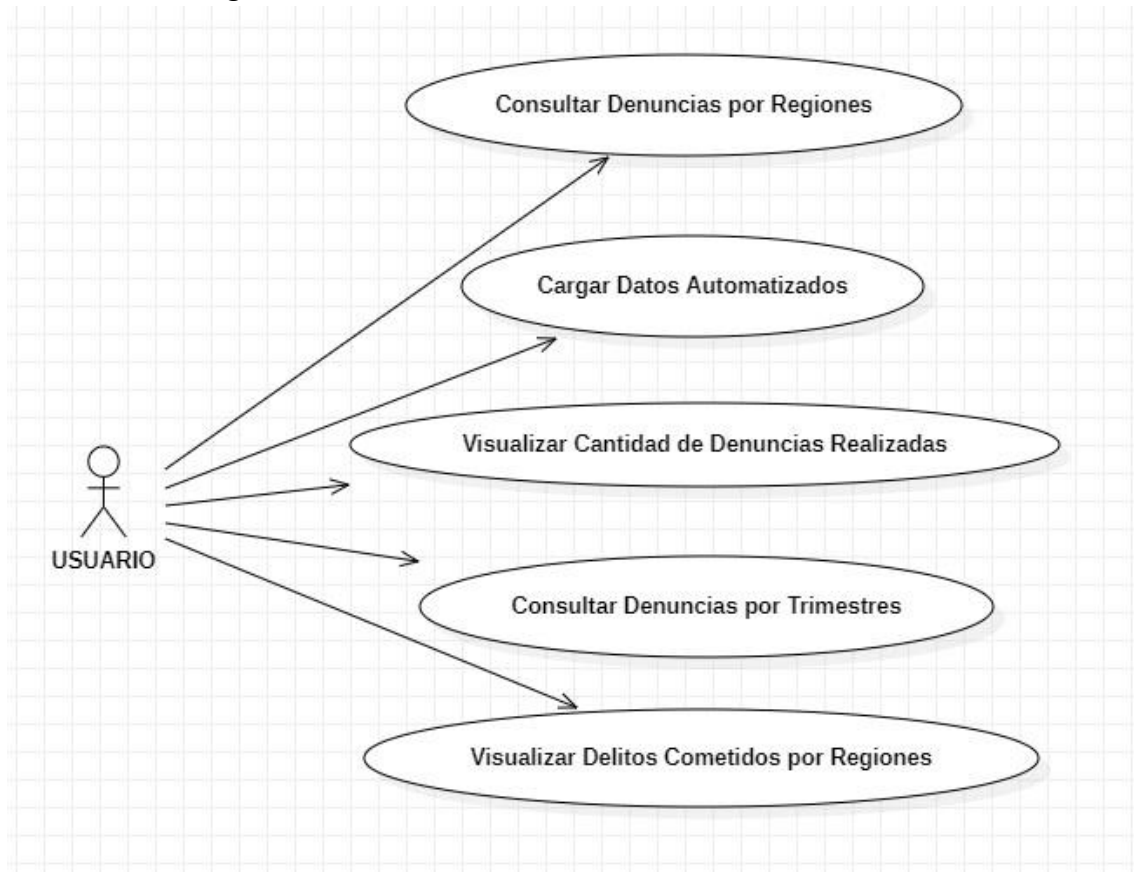 Consultar Denuncias por Regiones
Cargar Datos Automatizados
Visualizar Cantidad de Denuncias Realizadas
USUARIO
Consultar Denuncias por Trimestres
Visualizar Delitos Cometidos por Regiones